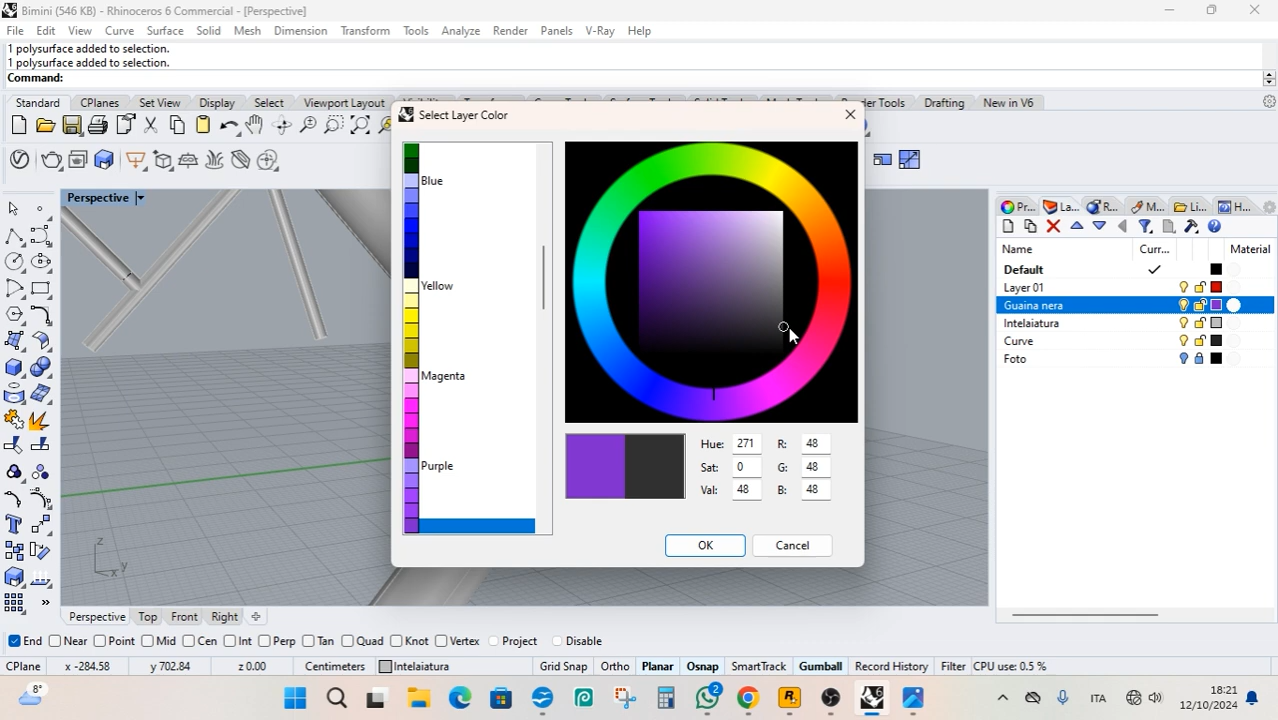 Bimini (546 KB) - Rhinoceros 6 Commercial - [Perspective]
File Edit View Curve Surface Solid Mesh Dimension Transform Tools Analyze Render Panels V-Ray Help
1 polysurface added to selection.
1 polysurface added to selection.
Command:
Standard CPlanes Set View Display Select Viewport Layout Drafting New in V6
Select Layer Color
Perspective
Blue
Yellow
Magenta
Purple
Hue: 271 R: 48
Sat: 0 G: 48
Val: 48 B: 48
OK Cancel
Pr... La... R... M... Li... H...
Name Curr... Material
Default
Layer 01
Guaina nera
Intelaiatura
Curve
Foto
z
y
x
Perspective Top Front Right
End Near Point Mid Cen Int Perp Tan Quad Knot Vertex Project Disable
CPlane x -284.58 y 702.84 z 0.00 Centimeters Intelaiatura Grid Snap Ortho Planar Osnap SmartTrack Gumball Record History Filter CPU use: 0.5 %
8° 2 ITA 18:21
12/10/2024